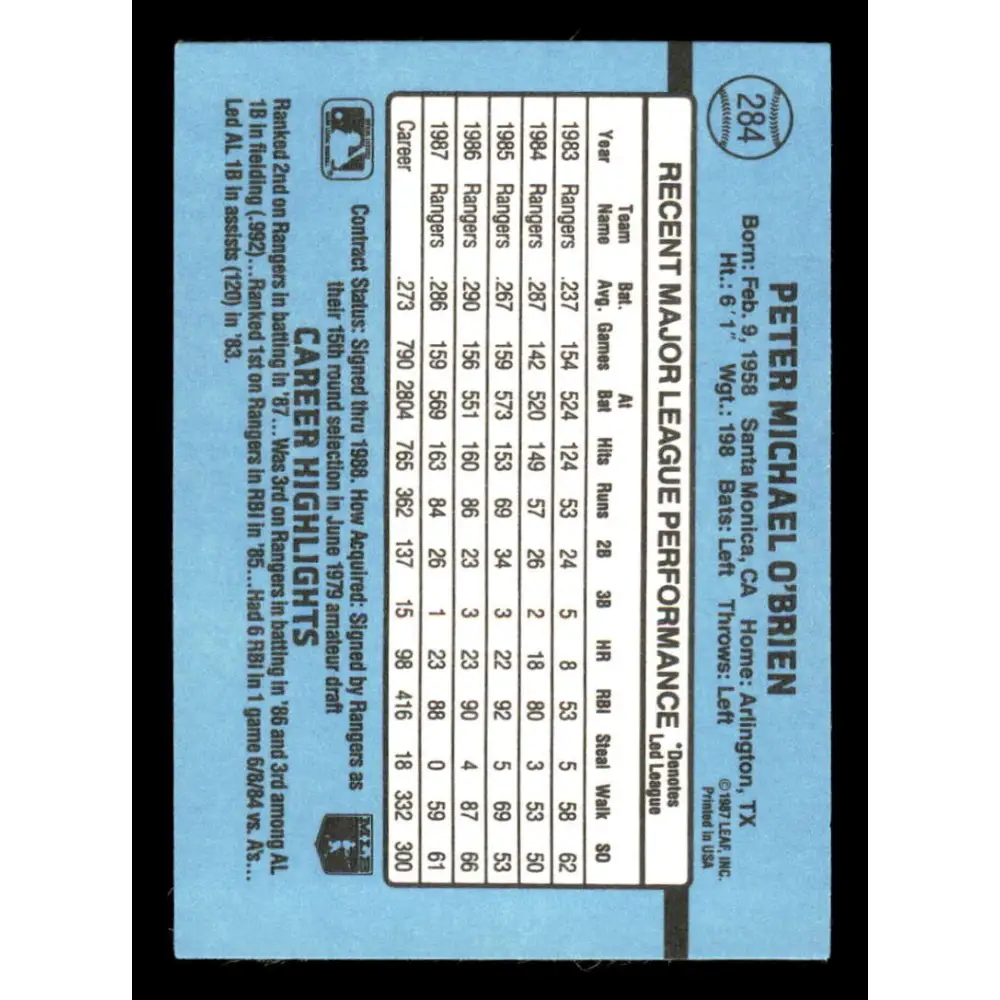 284
PETER MICHAEL O'BRIEN
Born: Feb. 9, 1958 Santa Monica, CA Home: Arlington, TX
Ht.: 6'1" Wgt.: 198 Bats: Left Throws: Left
©1987 LEAF, INC.
Printed in USA
RECENT MAJOR LEAGUE PERFORMANCE
*Denotes
Led League
Year Team Name Bat. Avg. Games At Bat Hits Runs 2B 3B HR RBI Steal Walk SO
1983 Rangers .237 154 524 124 53 24 5 8 53 5 58 62
1984 Rangers .287 142 520 149 57 26 2 18 80 3 53 50
1985 Rangers .267 159 573 153 69 34 3 22 92 5 69 53
1986 Rangers .290 156 551 160 86 23 3 23 90 4 87 66
1987 Rangers .286 159 569 163 84 26 1 23 88 0 59 61
Career .273 790 2804 765 362 137 15 98 416 18 332 300
Contract Status: Signed thru 1988. How Acquired: Signed by Rangers as
their 15th round selection in June 1979 amateur draft
MLB
CAREER HIGHLIGHTS
Ranked 2nd on Rangers in batting in '87...Was 3rd on Rangers in batting in '86 and 3rd among AL
1B in fielding (.992)...Ranked 1st on Rangers in RBI in '85...Had 6 RBI in 1 game 6/8/84 vs. A's...
Led AL 1B in assists (120) in '83.